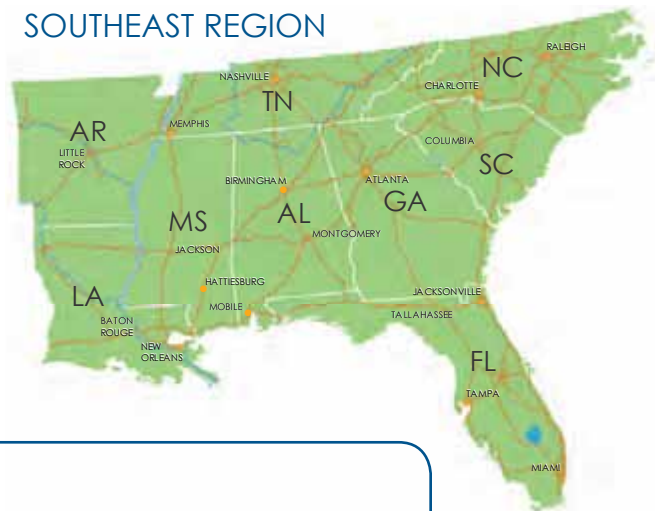 SOUTHEAST REGION
RALEIGH
NC
NASHVILLE
CHARLOTTE
TN
MEMPHIS
AR
COLUMBIA
LITTLE
ROCK
SC
BIRMINGHAM
ATLANTA
GA
AL
MS
MONTGOMERY
JACKSON
HATTIESBURG
JACKSONVILLE
LA
MOBILE
TALLAHASSEE
BATON
ROUGE
NEW
ORLEANS
FL
TAMPA
MIAMI